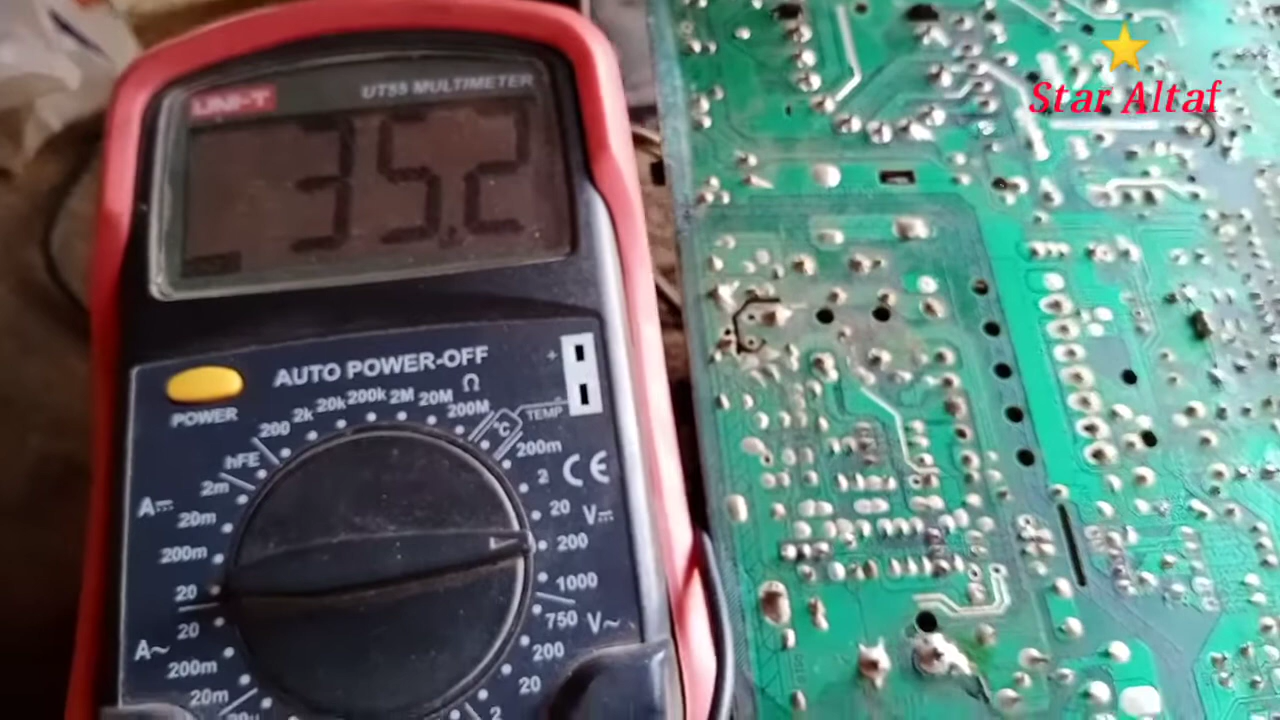 UNI-T
UT55 MULTIMETER
35.2
Star Altaf
AUTO POWER-OFF
POWER
Ω
200
2k
20k
200k
2M
20M
200M
°C
TEMP
+
hFE
A⎓
2m
20m
200m
20
A~
20
200m
20m
200m
2
20
V⎓
200
1000
750
V~
200
20
2
CE